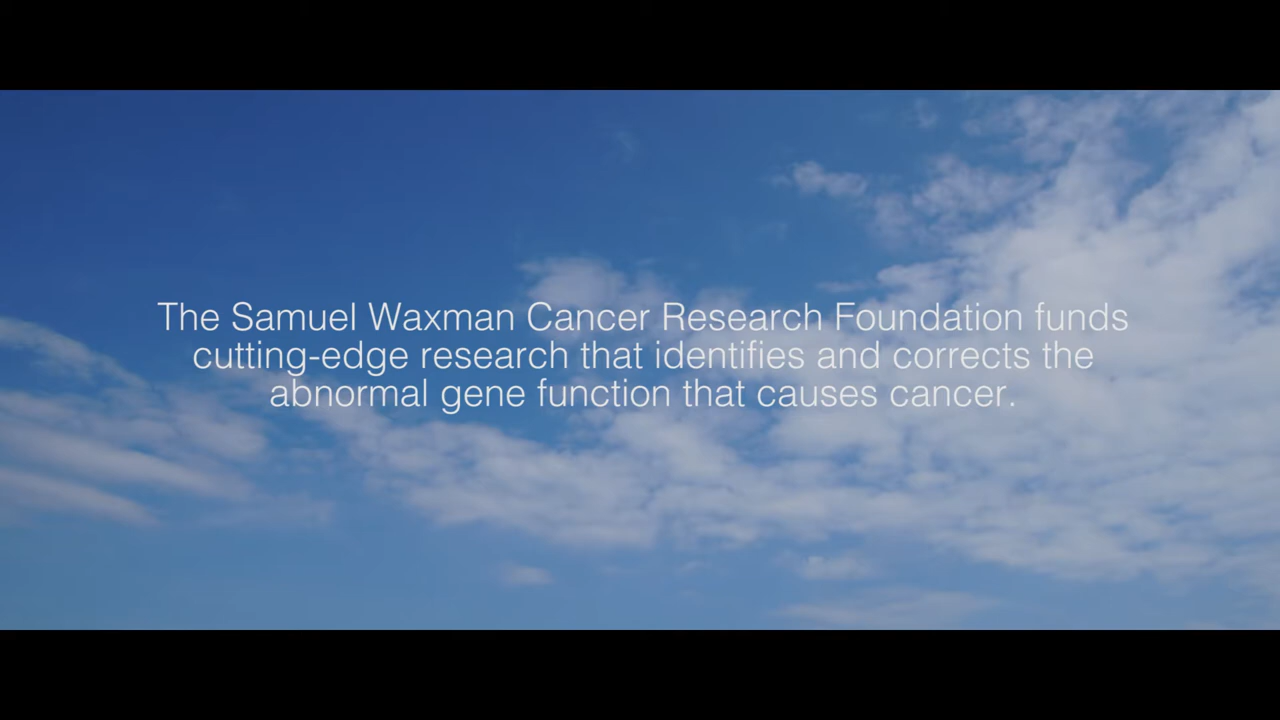 The Samuel Waxman Cancer Research Foundation funds
cutting-edge research that identifies and corrects the
abnormal gene function that causes cancer.